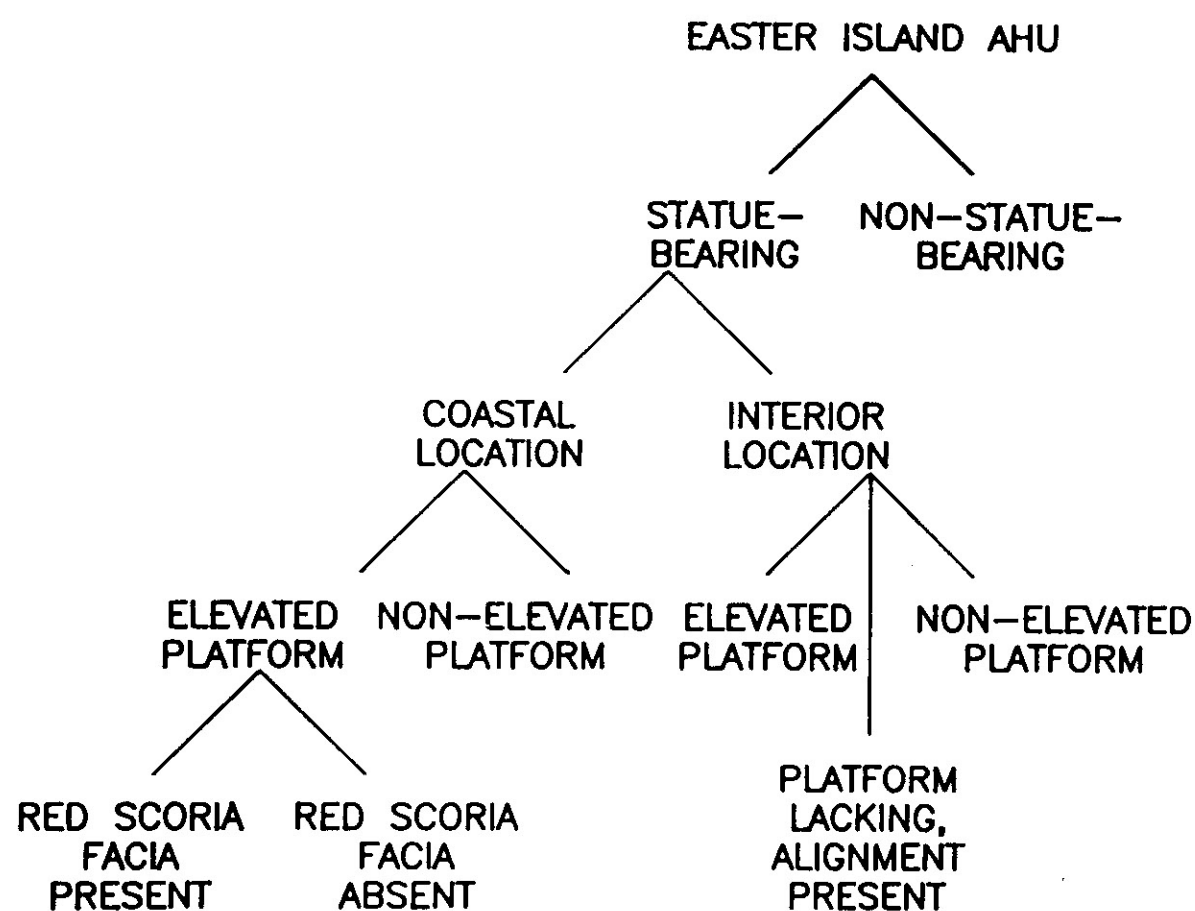 EASTER ISLAND AHU
STATUE-
BEARING
NON-STATUE-
BEARING
COASTAL
LOCATION
INTERIOR
LOCATION
ELEVATED
PLATFORM
NON-ELEVATED
PLATFORM
ELEVATED
PLATFORM
NON-ELEVATED
PLATFORM
RED SCORIA
FACIA
PRESENT
RED SCORIA
FACIA
ABSENT
PLATFORM
LACKING,
ALIGNMENT
PRESENT